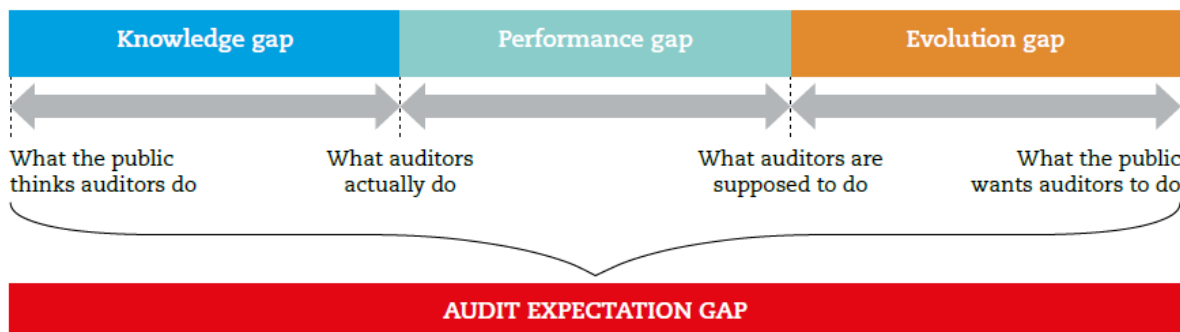 Knowledge gap
Performance gap
Evolution gap
What the public
thinks auditors do
What auditors
actually do
What auditors are
supposed to do
What the public
wants auditors to do
AUDIT EXPECTATION GAP